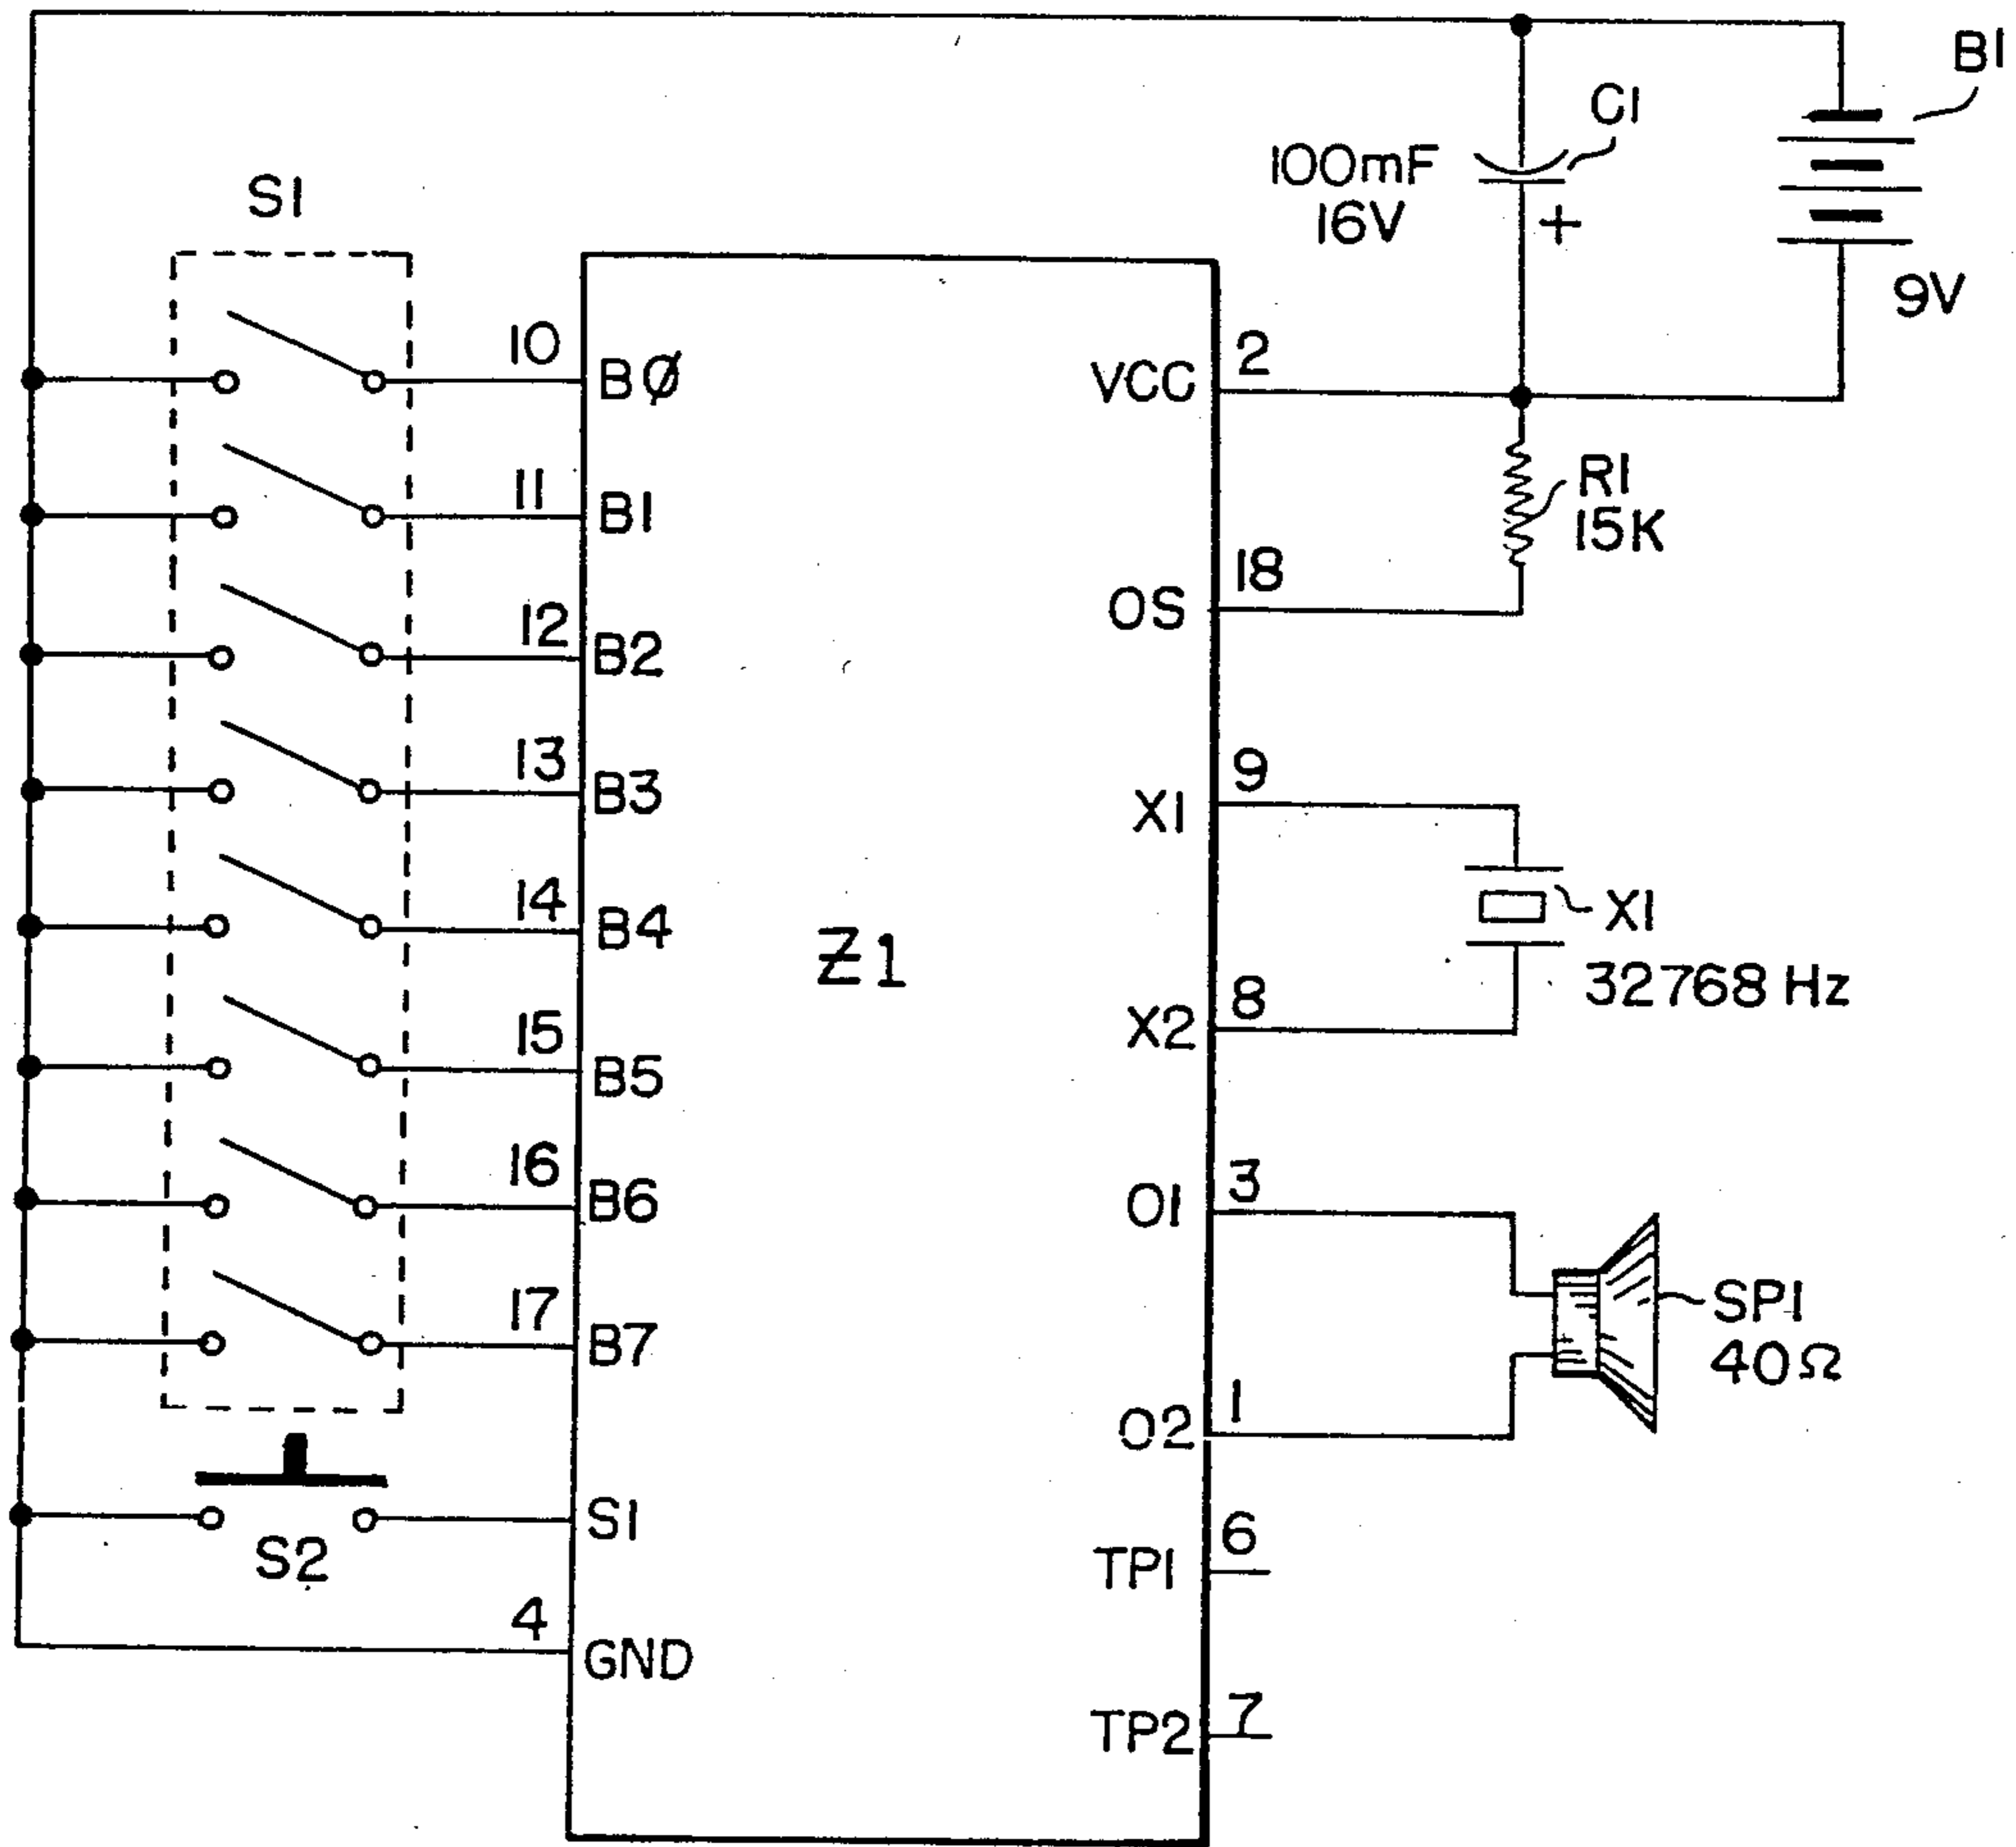 B1
C1
100mF
16V
+
9V
S1
10
BØ
VCC
2
11
B1
R1
15K
18
OS
12
B2
13
B3
9
X1
14
B4
Z1
X1
32768 Hz
8
X2
15
B5
16
B6
3
O1
17
B7
SP1
40Ω
1
O2
S1
S2
6
TP1
4
GND
7
TP2